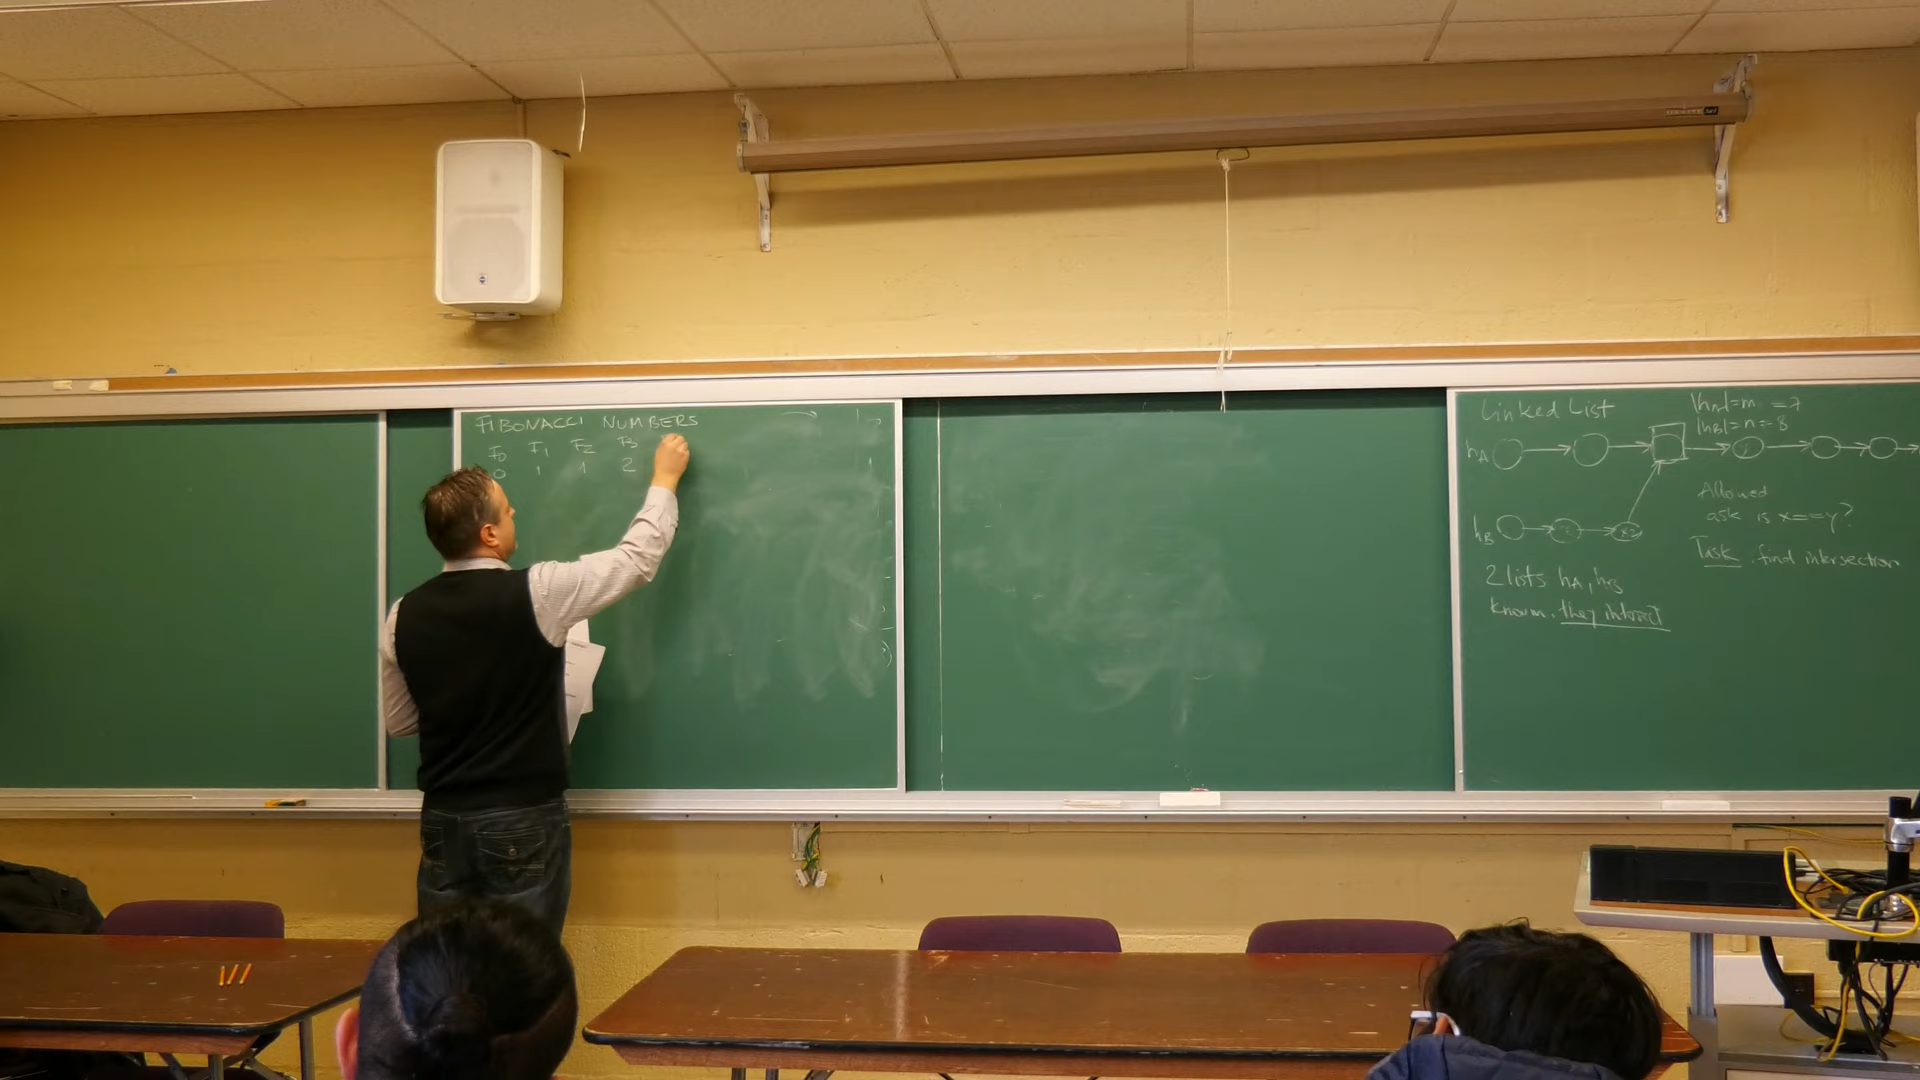 FIBONACCI NUMBERS
F0 F1 F2 F3
0 1 1 2
Linked List
|hA|=m =7
|hB|=n=8
hA
hB
Allowed
ask is x==y?
Task. find intersection
2 lists hA, hB
known. they intersect